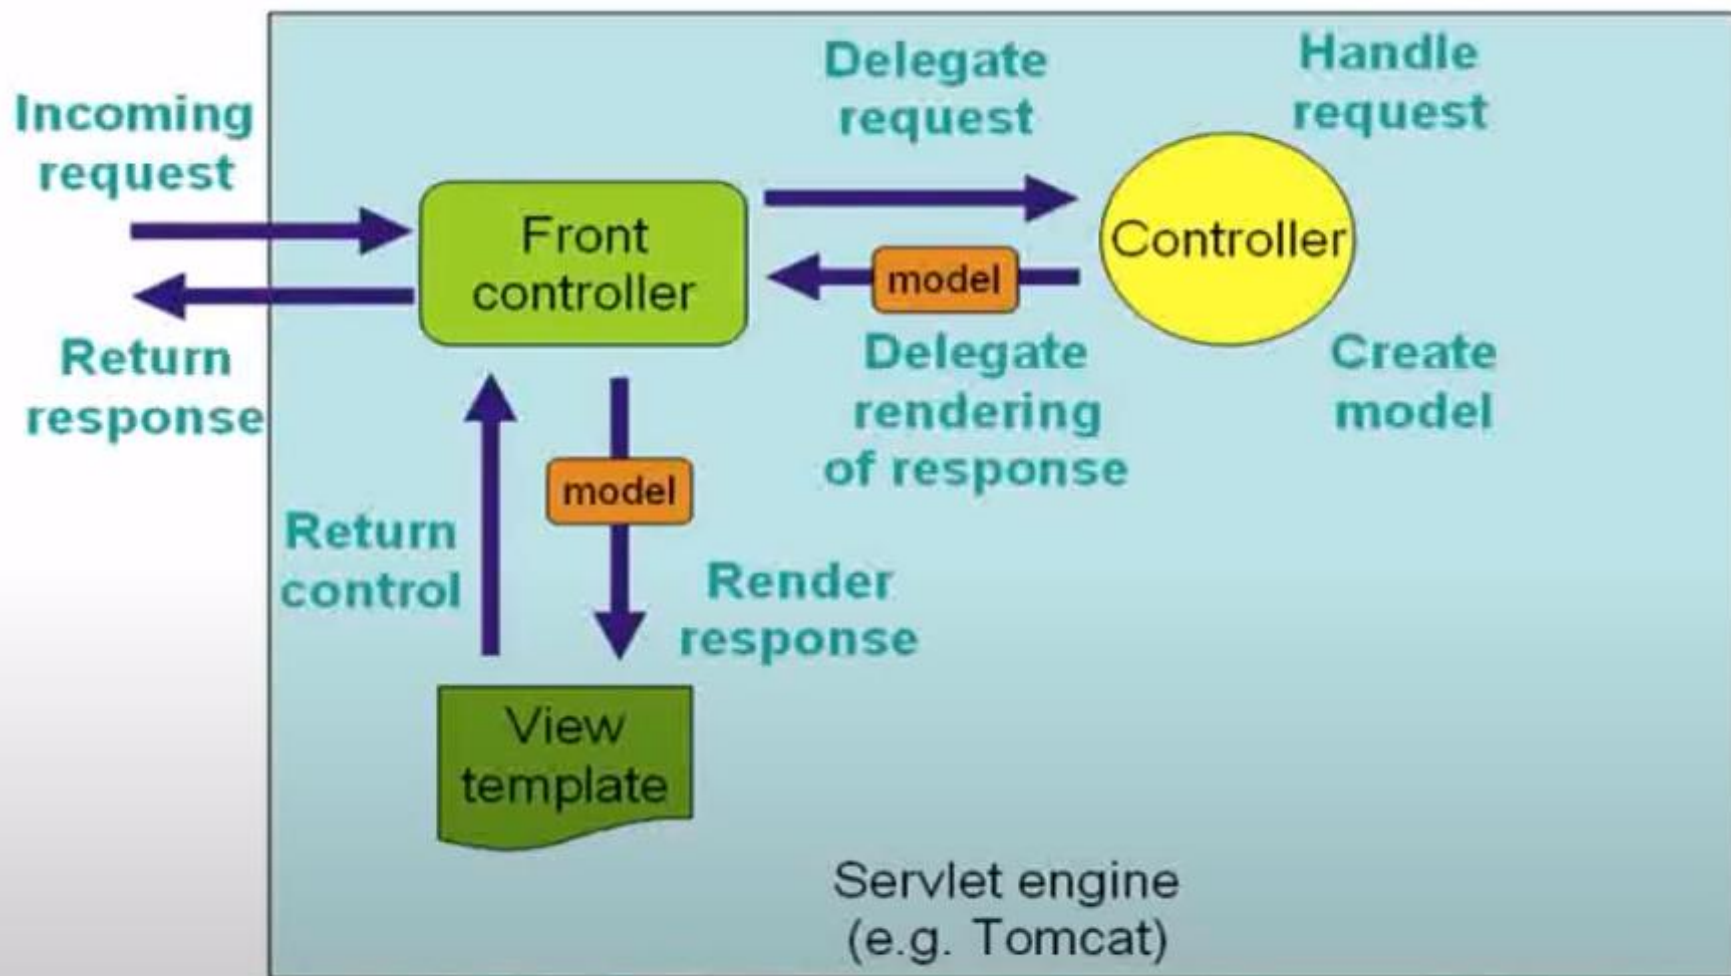 Incoming
request
Return
response
Front
controller
Delegate
request
Handle
request
Controller
model
Delegate
rendering
of response
Create
model
Return
control
model
Render
response
View
template
Servlet engine
(e.g. Tomcat)